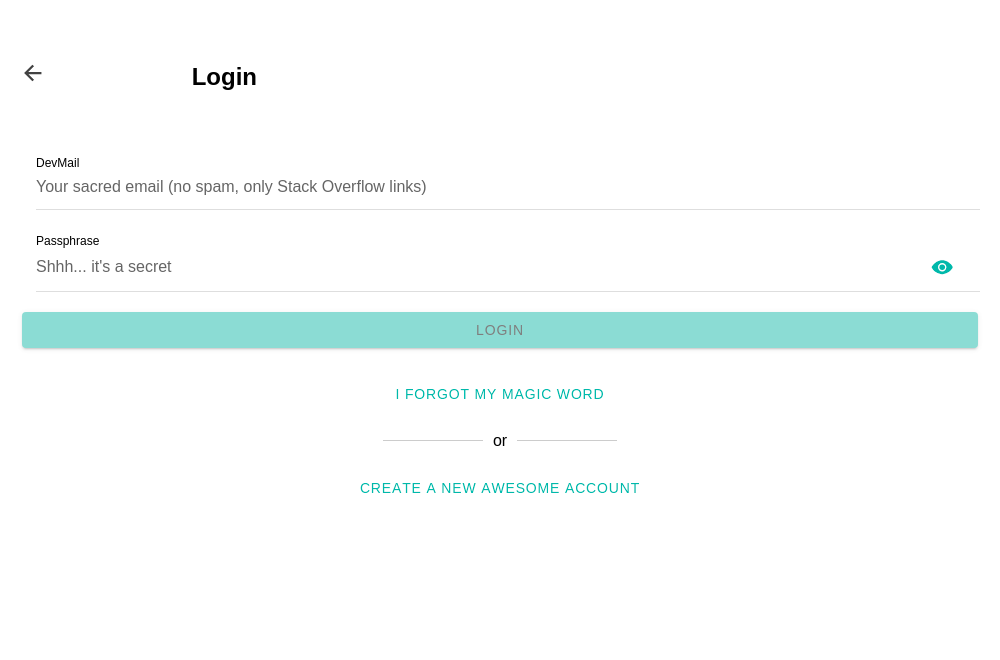 Login
DevMail
Your sacred email (no spam, only Stack Overflow links)
Passphrase
Shhh... it's a secret
LOGIN
I FORGOT MY MAGIC WORD
or
CREATE A NEW AWESOME ACCOUNT